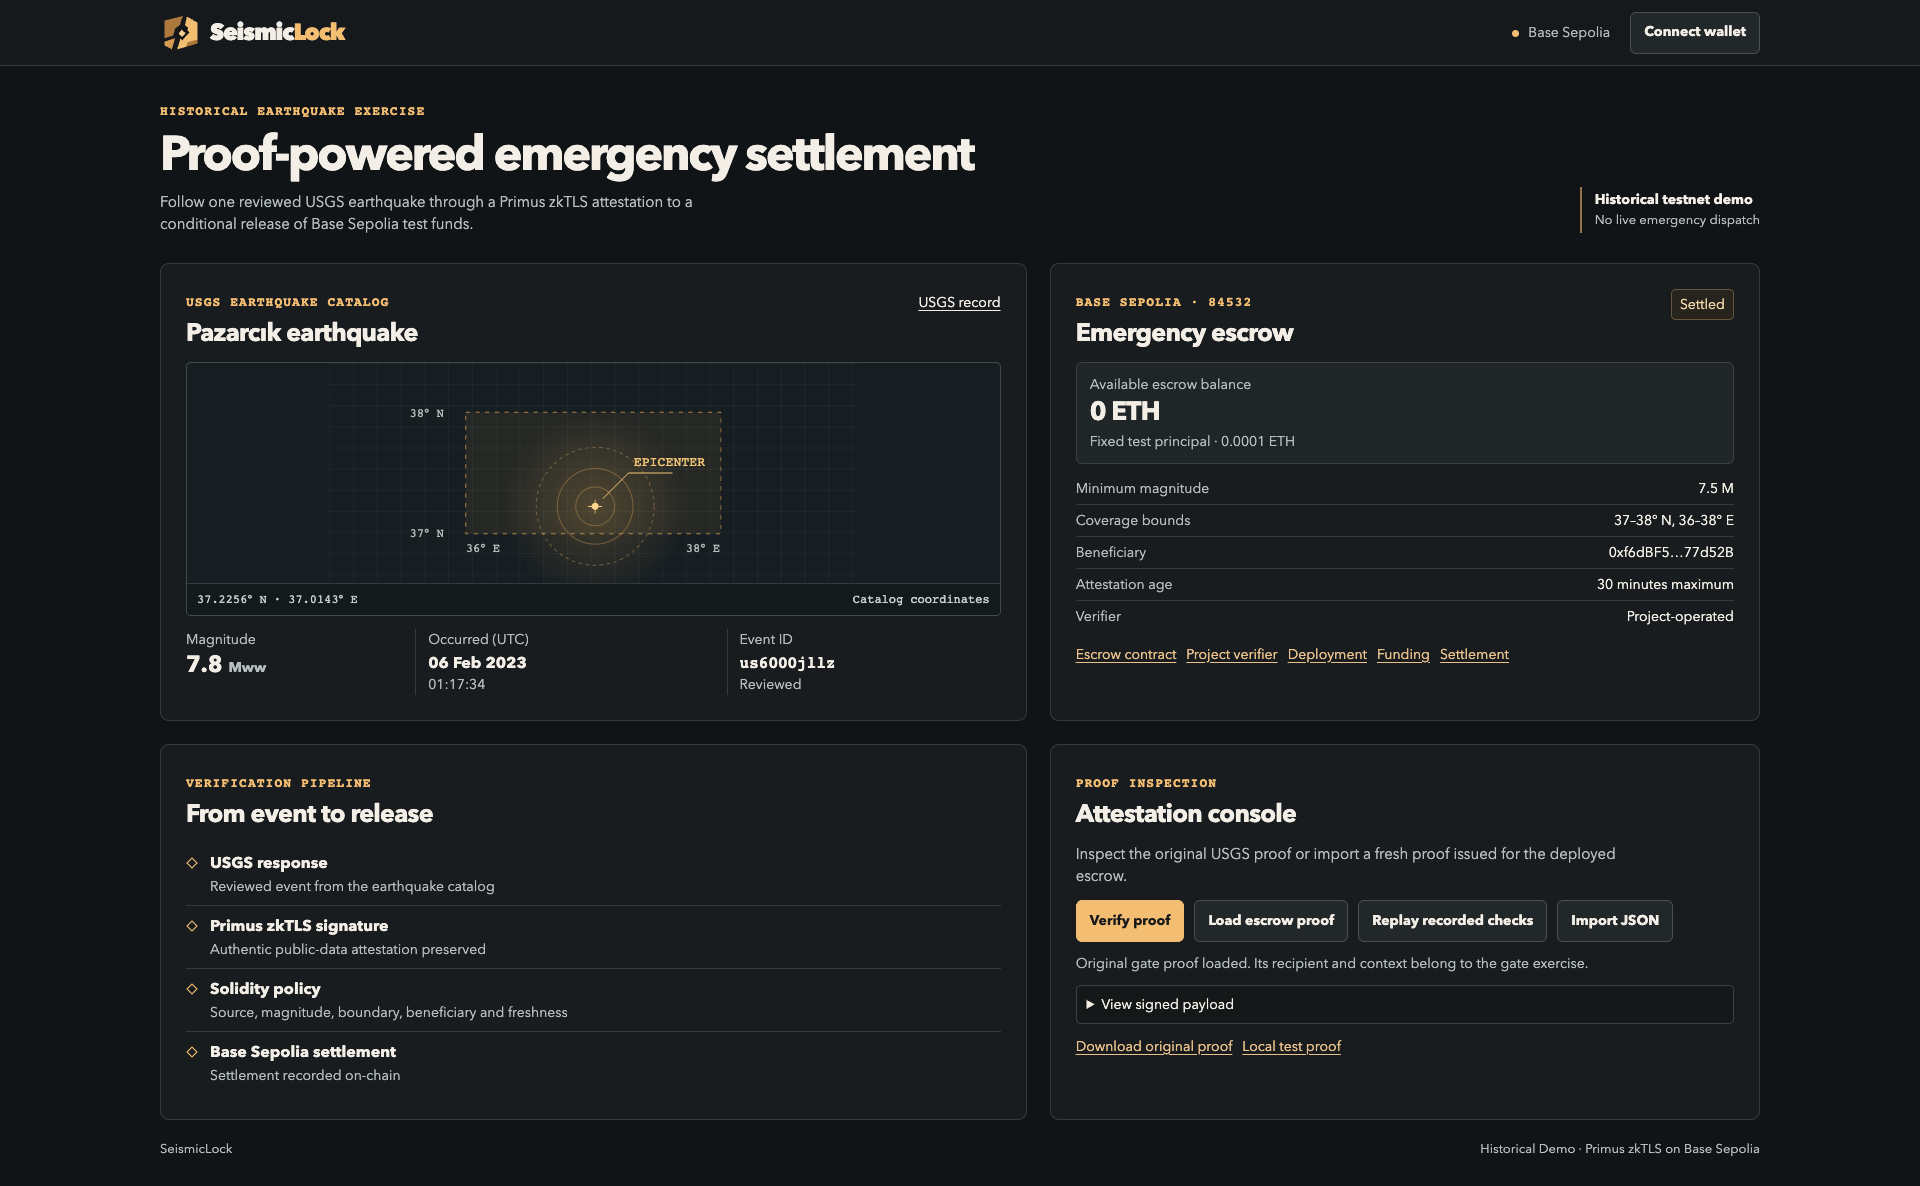 SeismicLock
Base Sepolia
Connect wallet
HISTORICAL EARTHQUAKE EXERCISE
Proof-powered emergency settlement
Follow one reviewed USGS earthquake through a Primus zkTLS attestation to a
conditional release of Base Sepolia test funds.
Historical testnet demo
No live emergency dispatch
USGS EARTHQUAKE CATALOG
USGS record
Pazarcık earthquake
38° N
EPICENTER
37° N
36° E
38° E
37.2256° N · 37.0143° E
Catalog coordinates
Magnitude
7.8 Mww
Occurred (UTC)
06 Feb 2023
01:17:34
Event ID
us6000jllz
Reviewed
BASE SEPOLIA · 84532
Settled
Emergency escrow
Available escrow balance
0 ETH
Fixed test principal · 0.0001 ETH
Minimum magnitude
7.5 M
Coverage bounds
37–38° N, 36–38° E
Beneficiary
0xf6dBF5…77d52B
Attestation age
30 minutes maximum
Verifier
Project-operated
Escrow contract Project verifier Deployment Funding Settlement
VERIFICATION PIPELINE
From event to release
USGS response
Reviewed event from the earthquake catalog
Primus zkTLS signature
Authentic public-data attestation preserved
Solidity policy
Source, magnitude, boundary, beneficiary and freshness
Base Sepolia settlement
Settlement recorded on-chain
PROOF INSPECTION
Attestation console
Inspect the original USGS proof or import a fresh proof issued for the deployed
escrow.
Verify proof
Load escrow proof
Replay recorded checks
Import JSON
Original gate proof loaded. Its recipient and context belong to the gate exercise.
▶ View signed payload
Download original proof Local test proof
SeismicLock
Historical Demo · Primus zkTLS on Base Sepolia